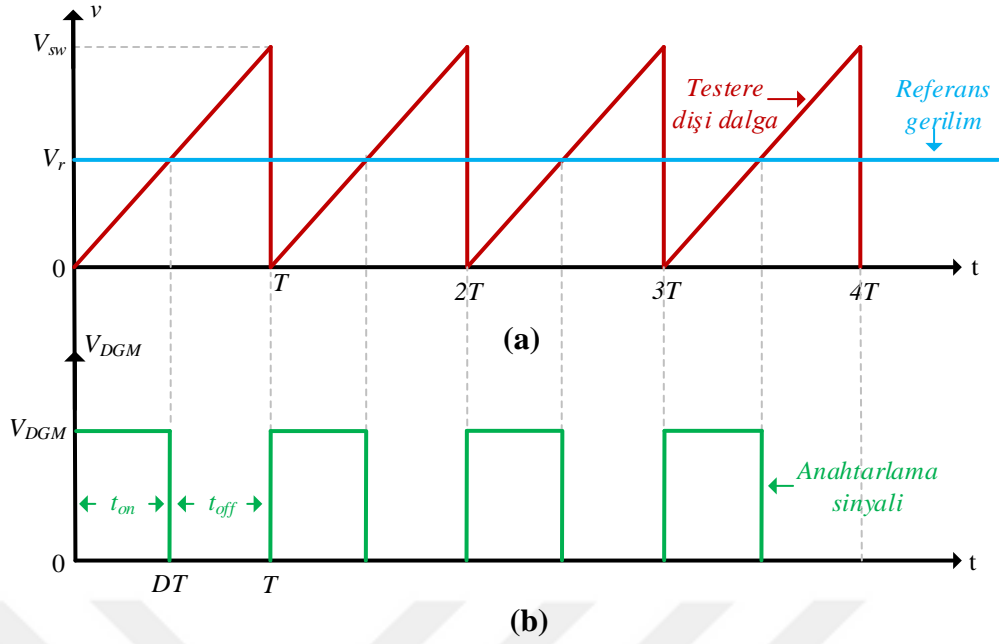 v
V_sw
Testere
dişi dalga
Referans
gerilim
V_r
0
t
T
2T
3T
4T
(a)
V_DGM
V_DGM
Anahtarlama
sinyali
t_on
t_off
0
t
DT
T
(b)